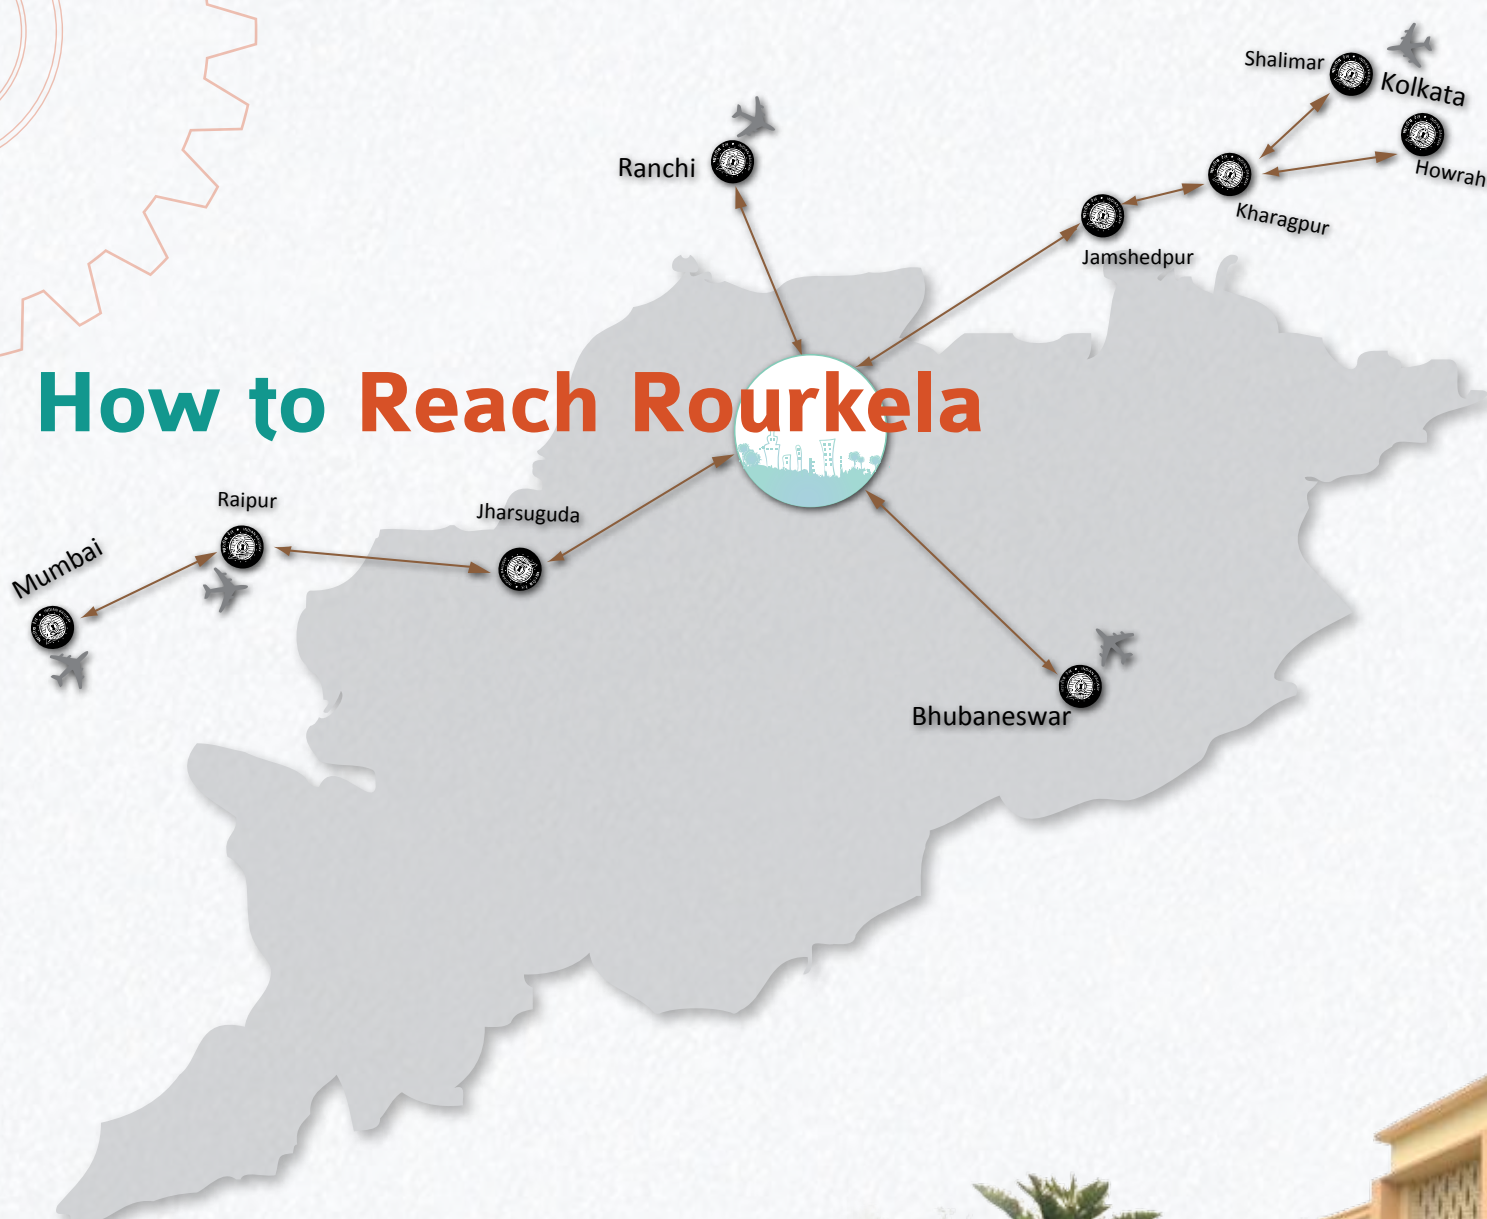 Shalimar
Kolkata
Howrah
Ranchi
Kharagpur
Jamshedpur
How to Reach Rourkela
Raipur
Jharsuguda
Mumbai
Bhubaneswar